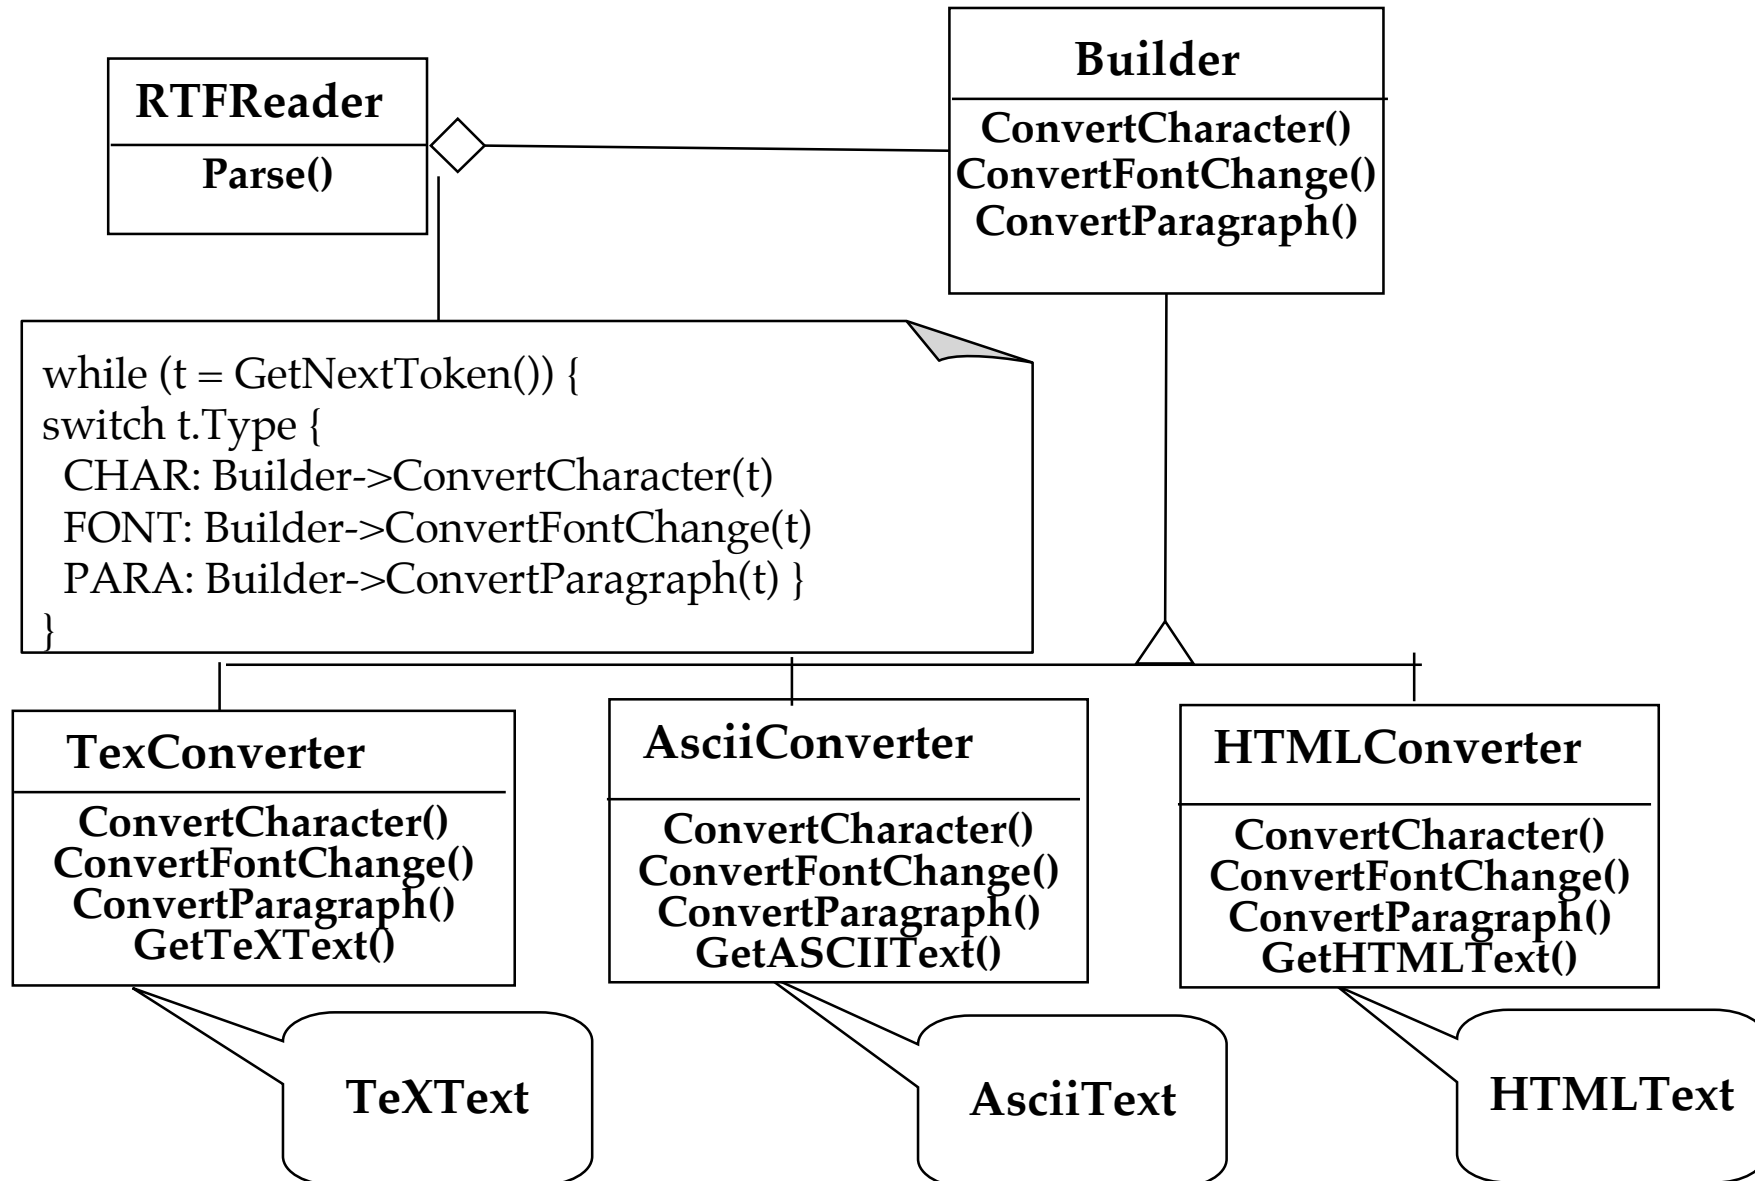 RTFReader
Parse()
Builder
ConvertCharacter()
ConvertFontChange()
ConvertParagraph()
while (t = GetNextToken()) {
switch t.Type {
CHAR: Builder->ConvertCharacter(t)
FONT: Builder->ConvertFontChange(t)
PARA: Builder->ConvertParagraph(t) }
}
TexConverter
ConvertCharacter()
ConvertFontChange()
ConvertParagraph()
GetTeXText()
AsciiConverter
ConvertCharacter()
ConvertFontChange()
ConvertParagraph()
GetASCIIText()
HTMLConverter
ConvertCharacter()
ConvertFontChange()
ConvertParagraph()
GetHTMLText()
TeXText
AsciiText
HTMLText